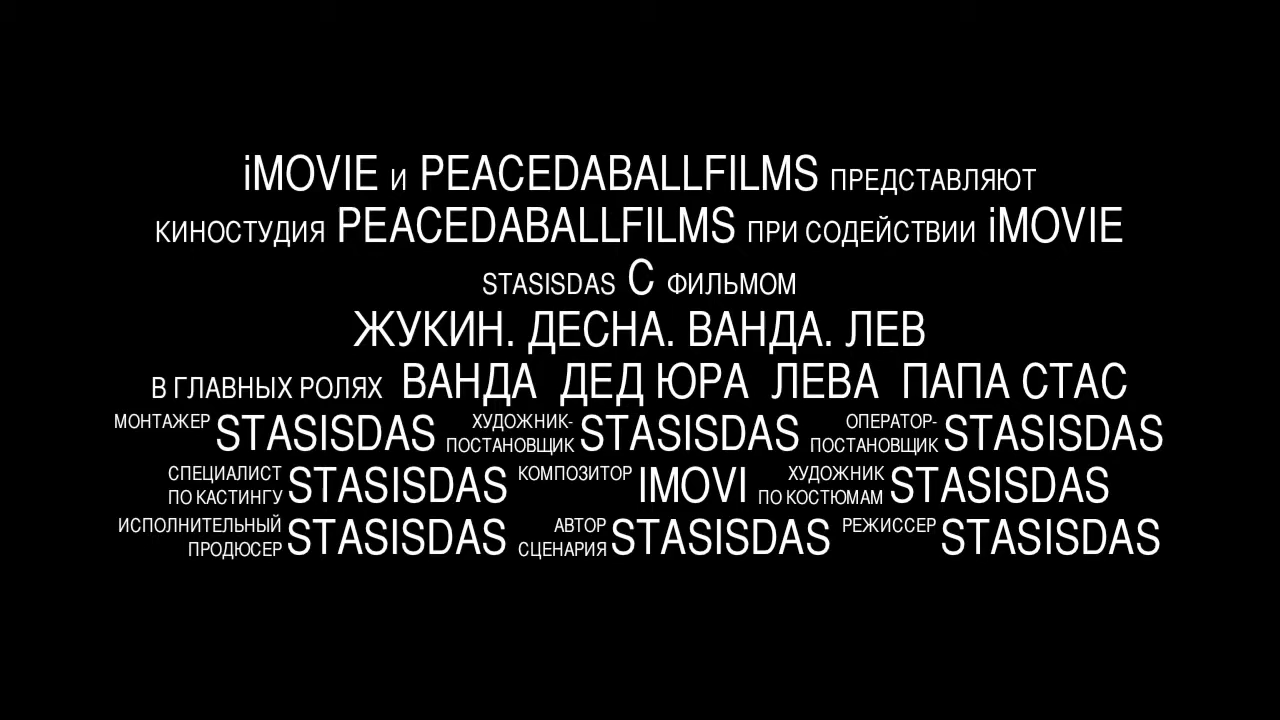 iMOVIE И PEACEDABALLFILMS ПРЕДСТАВЛЯЮТ
КИНОСТУДИЯ PEACEDABALLFILMS ПРИ СОДЕЙСТВИИ iMOVIE
STASISDAS С ФИЛЬМОМ
ЖУКИН. ДЕСНА. ВАНДА. ЛЕВ
В ГЛАВНЫХ РОЛЯХ ВАНДА ДЕД ЮРА ЛЕВА ПАПА СТАС
МОНТАЖЕР STASISDAS ХУДОЖНИК-ПОСТАНОВЩИК STASISDAS ОПЕРАТОР-ПОСТАНОВЩИК STASISDAS
СПЕЦИАЛИСТ ПО КАСТИНГУ STASISDAS КОМПОЗИТОР IMOVI ХУДОЖНИК ПО КОСТЮМАМ STASISDAS
ИСПОЛНИТЕЛЬНЫЙ ПРОДЮСЕР STASISDAS АВТОР СЦЕНАРИЯ STASISDAS РЕЖИССЕР STASISDAS